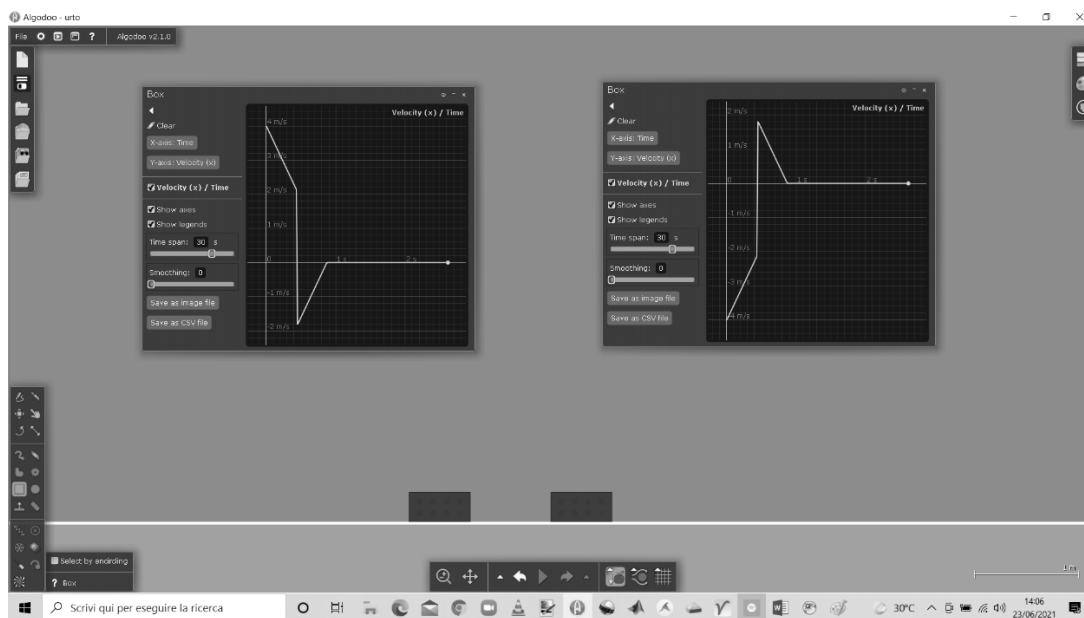 Algodoo - urto
File ? Algodoo v2.1.0
Box
Clear
X-axis: Time
Y-axis: Velocity (x)
Velocity (x) / Time
Show axes
Show legends
Time span: 30 s
Smoothing: 0
Save as image file
Save as CSV file
Velocity (x) / Time
4 m/s
3 m/s
2 m/s
1 m/s
0
1 s
2 s
-1 m/s
-2 m/s
Box
Clear
X-axis: Time
Y-axis: Velocity (x)
Velocity (x) / Time
Show axes
Show legends
Time span: 30 s
Smoothing: 0
Save as image file
Save as CSV file
Velocity (x) / Time
2 m/s
1 m/s
0
1 s
2 s
-1 m/s
-2 m/s
-3 m/s
-4 m/s
Select by encircling
? Box
1 m
Scrivi qui per eseguire la ricerca
30°C
14:06
23/06/2021